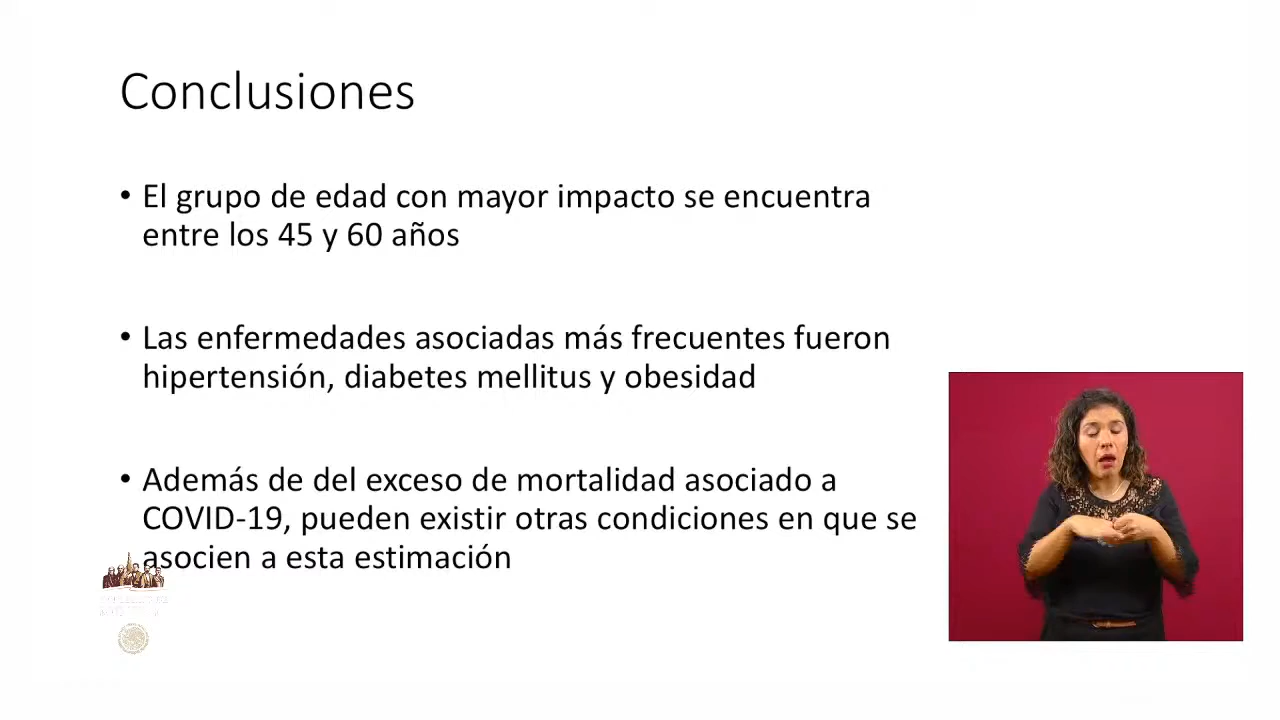 Conclusiones
• El grupo de edad con mayor impacto se encuentra
entre los 45 y 60 años
• Las enfermedades asociadas más frecuentes fueron
hipertensión, diabetes mellitus y obesidad
• Además de del exceso de mortalidad asociado a
COVID-19, pueden existir otras condiciones en que se
asocien a esta estimación